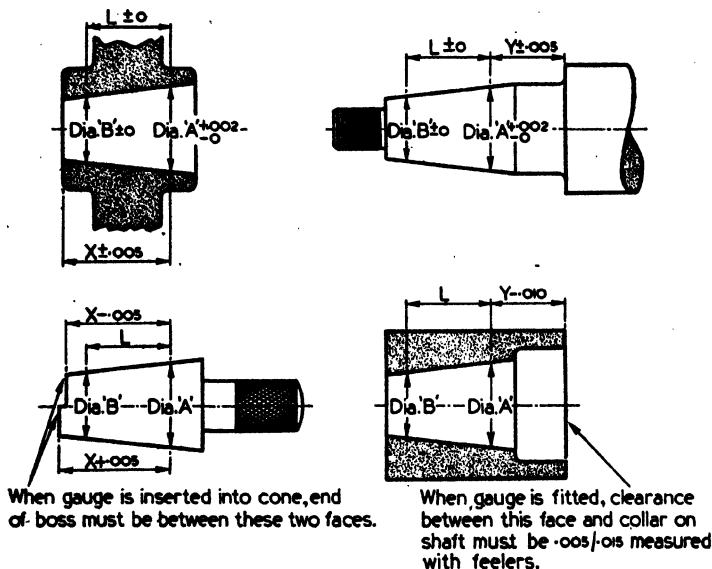 L ±0
Dia.'B'±0
Dia.'A'+·002 -0
X±·005
L ±0
Y±·005
Dia.'B'±0
Dia.'A'+·002 -0
X-·005
L
Dia.'B'
Dia.'A'
X+·005
When gauge is inserted into cone, end
of boss must be between these two faces.
L
Y-·010
Dia.'B'
Dia.'A'
When gauge is fitted, clearance
between this face and collar on
shaft must be ·005/·015 measured
with feelers.